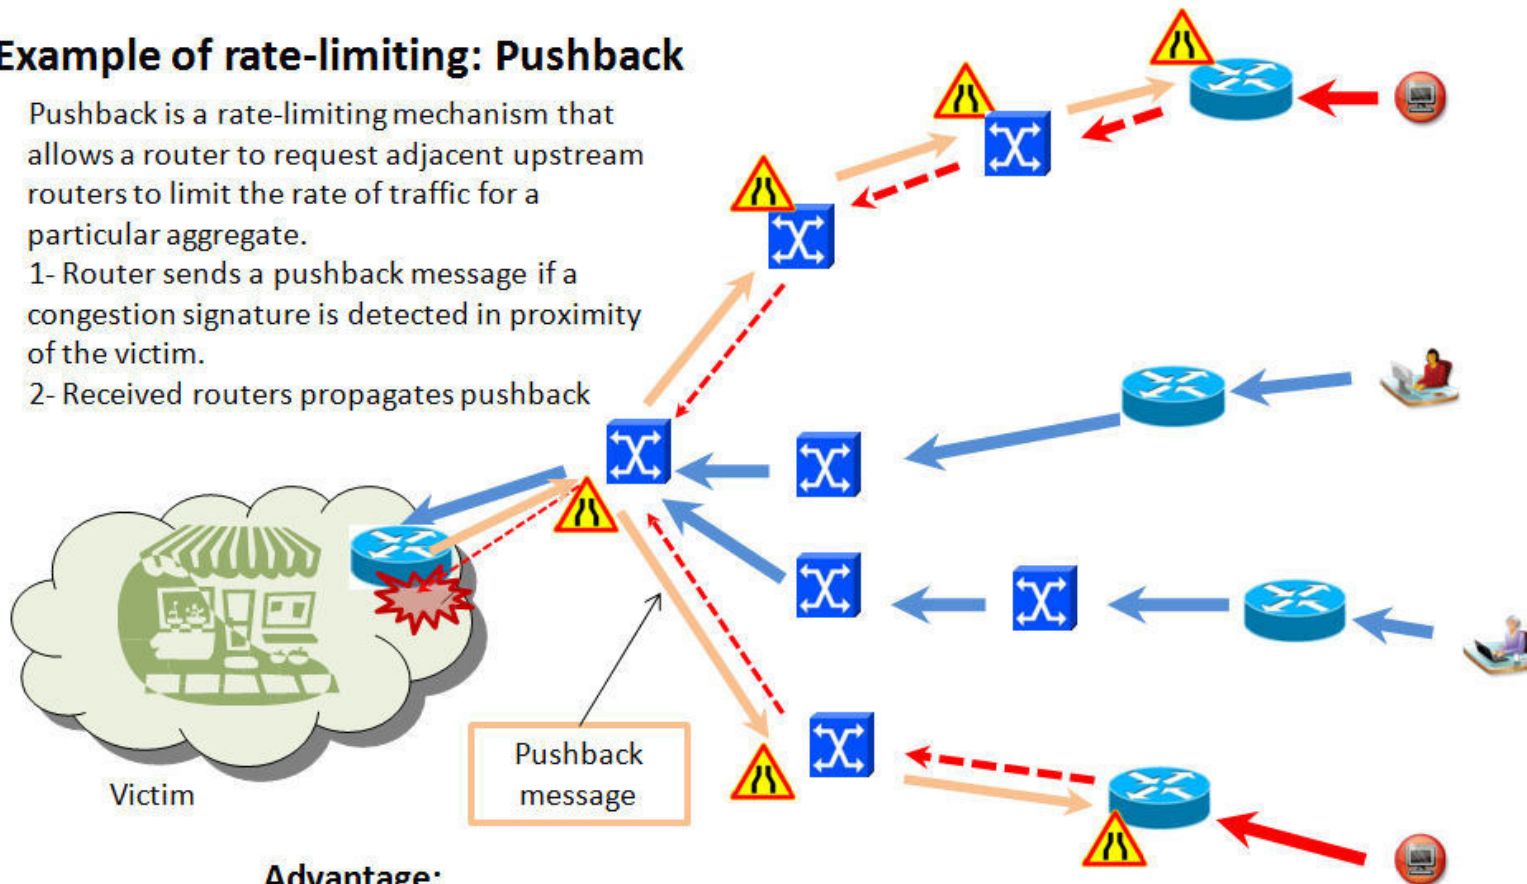 Example of rate-limiting: Pushback
Pushback is a rate-limiting mechanism that
allows a router to request adjacent upstream
routers to limit the rate of traffic for a
particular aggregate.
1- Router sends a pushback message if a
congestion signature is detected in proximity
of the victim.
2- Received routers propagates pushback
Pushback
message
Victim
Advantage: